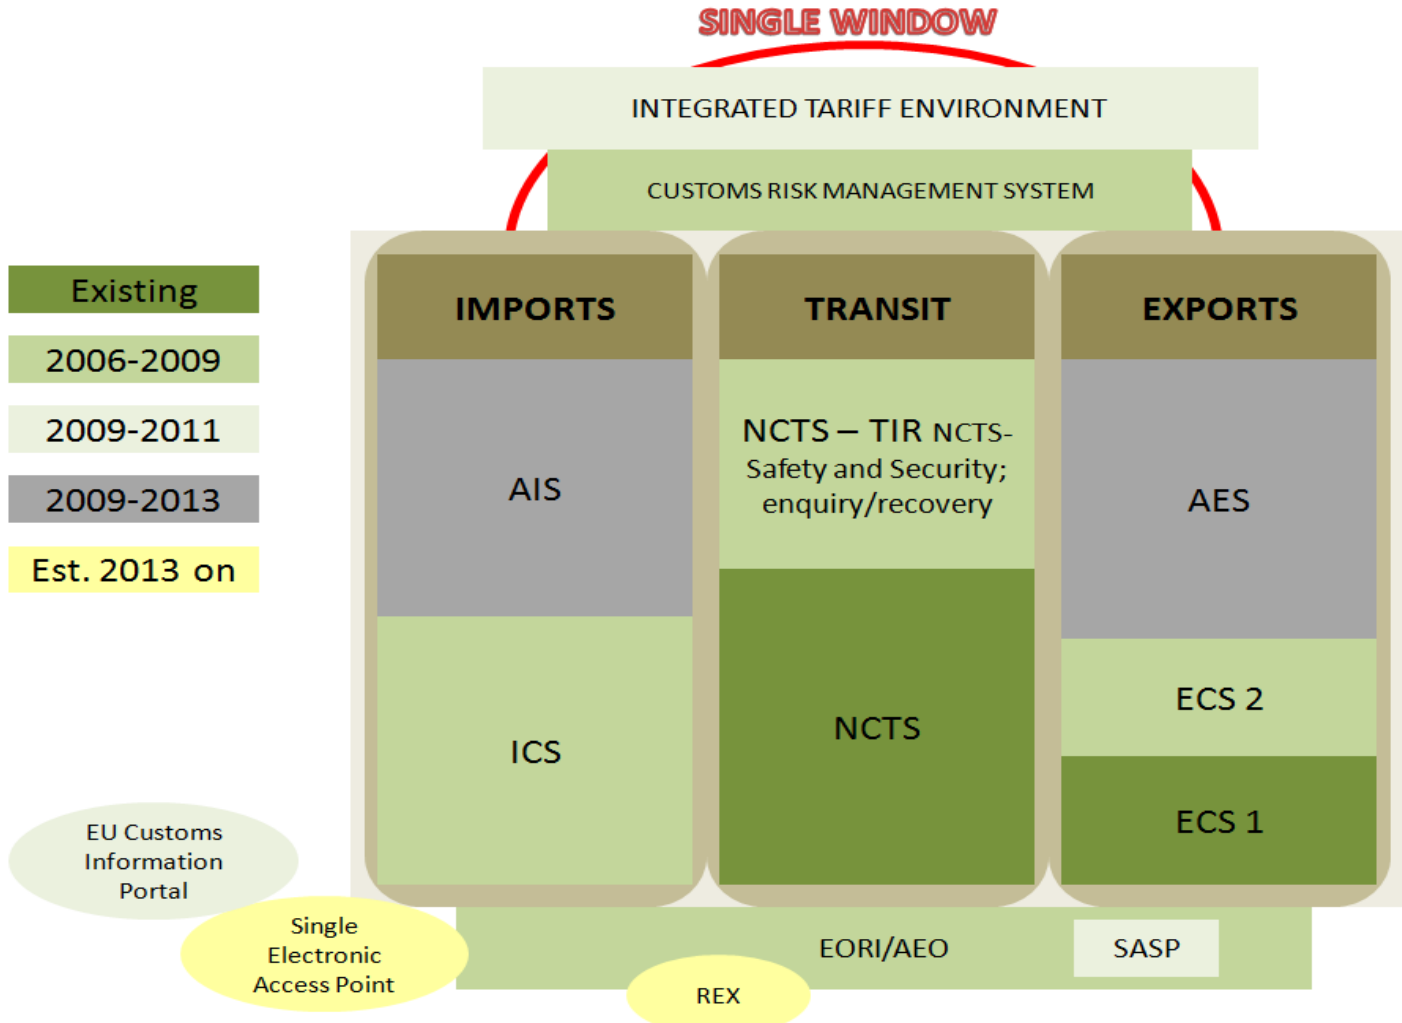 SINGLE WINDOW
INTEGRATED TARIFF ENVIRONMENT
CUSTOMS RISK MANAGEMENT SYSTEM
Existing
2006-2009
2009-2011
2009-2013
Est. 2013 on
IMPORTS
AIS
ICS
TRANSIT
NCTS – TIR NCTS-
Safety and Security;
enquiry/recovery
NCTS
EXPORTS
AES
ECS 2
ECS 1
EU Customs
Information
Portal
Single
Electronic
Access Point
EORI/AEO
SASP
REX